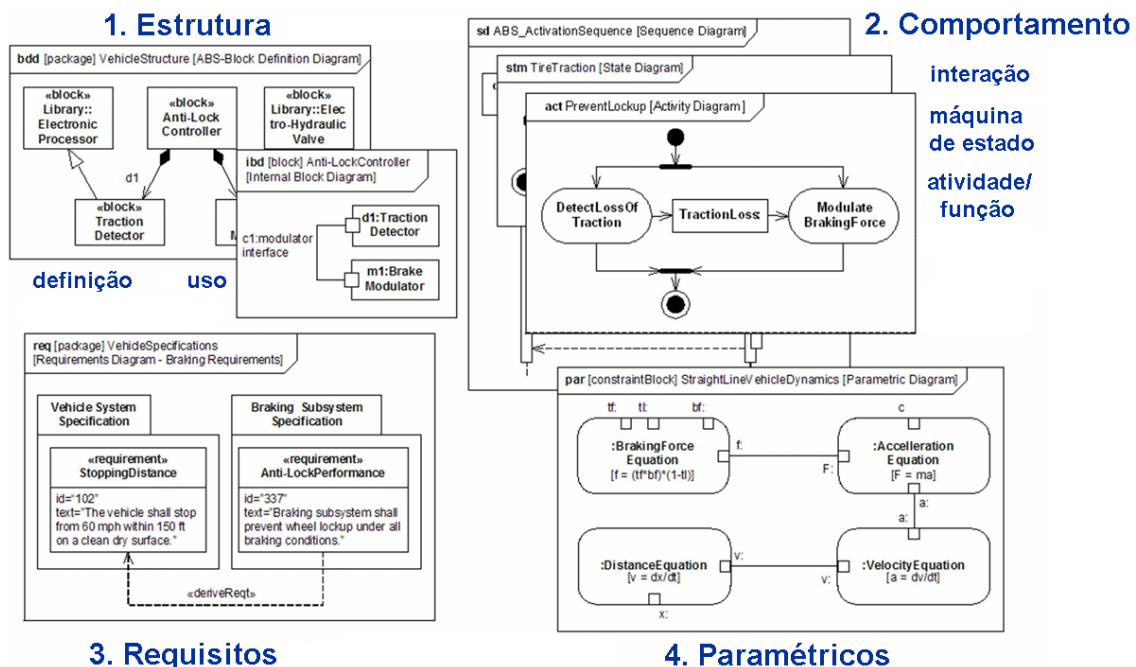 1. Estrutura
bdd [package] VehicleStructure [ABS-Block Definition Diagram]
«block»
Library::
Electronic
Processor
«block»
Anti-Lock
Controller
«block»
Library::Elec
tro-Hydraulic
Valve
d1
«block»
Traction
Detector
M
ibd [block] Anti-LockController
[Internal Block Diagram]
c1:modulator
interface
d1:Traction
Detector
m1:Brake
Modulator
definição
uso
2. Comportamento
sd ABS_ActivationSequence [Sequence Diagram]
stm TireTraction [State Diagram]
act PreventLockup [Activity Diagram]
DetectLossOf
Traction
TractionLoss:
Modulate
BrakingForce
interação
máquina
de estado
atividade/
função
req [package] VehideSpecifications
[Requirements Diagram - Braking Requirements]
Vehicle System
Specification
Braking Subsystem
Specification
«requirement»
StoppingDistance
id="102"
text="The vehicle shall stop
from 60 mph within 150 ft
on a clean dry surface."
«requirement»
Anti-LockPerformance
id="337"
text="Braking subsystem shall
prevent wheel lockup under all
braking conditions."
«deriveReqt»
3. Requisitos
par [constraintBlock] StraightLineVehicleDynamics [Parametric Diagram]
tf:
tl:
bf:
c
:BrakingForce
Equation
[f = (tf*bf)*(1-tl)]
f:
F:
:Accelleration
Equation
[F = ma]
a:
a:
:DistanceEquation
[v = dx/dt]
v:
v:
:VelocityEquation
[a = dv/dt]
x:
4. Paramétricos